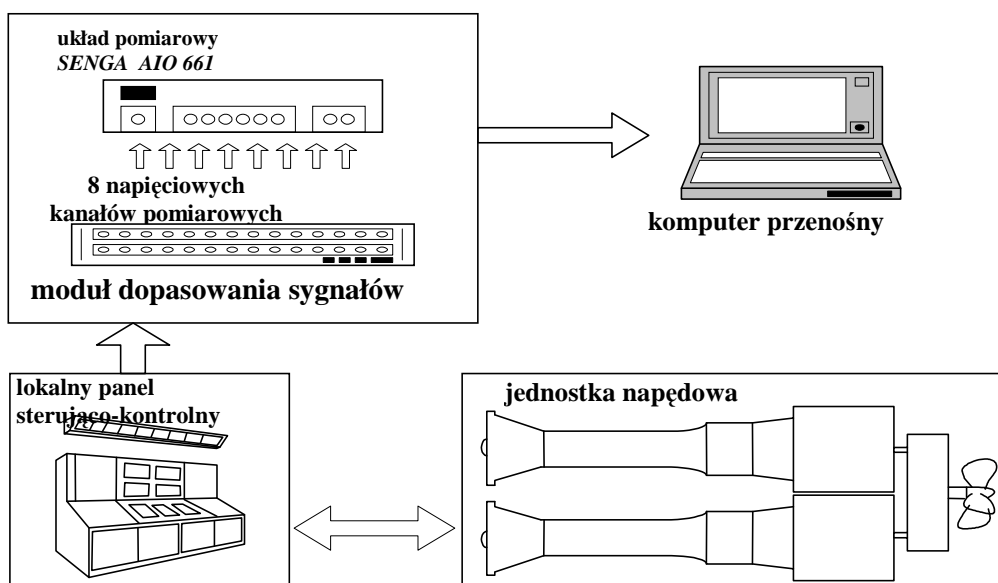 układ pomiarowy
SENGA AIO 661
8 napięciowych
kanałów pomiarowych
moduł dopasowania sygnałów
komputer przenośny
lokalny panel
sterująco-kontrolny
jednostka napędowa